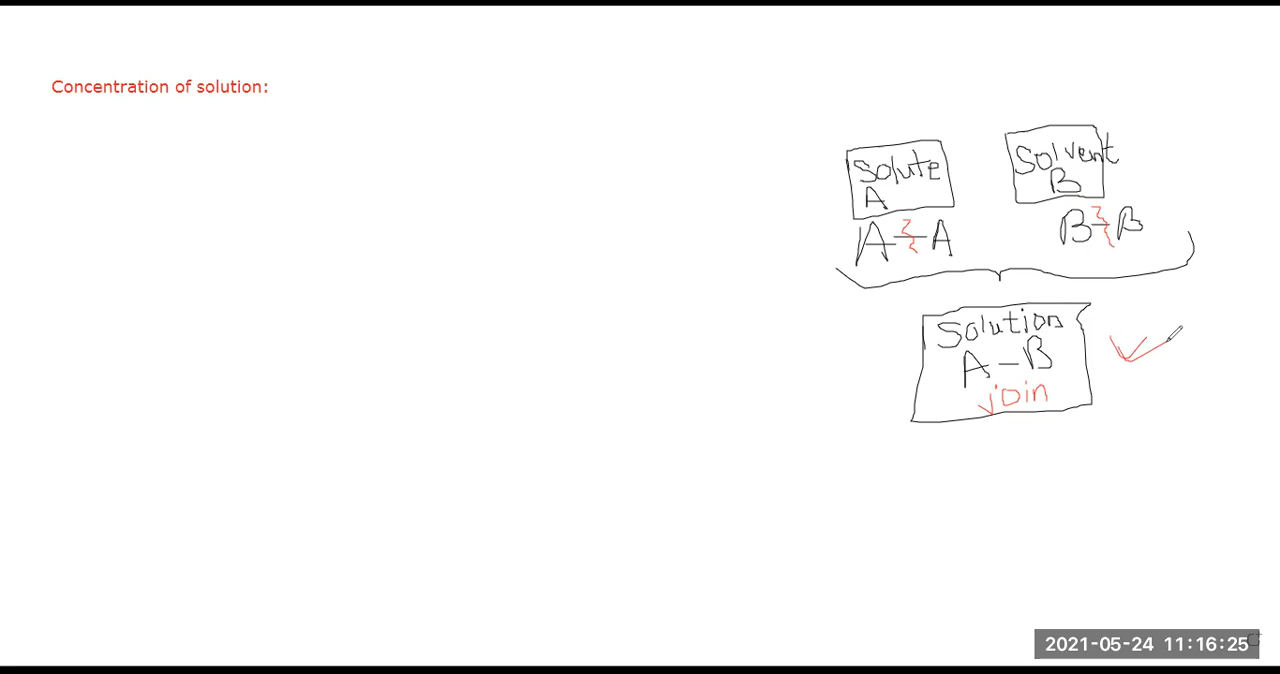 Concentration of solution:
Solute
A
Solvent
B
A-A
B-B
Solution
A-B
join
2021-05-24 11:16:25